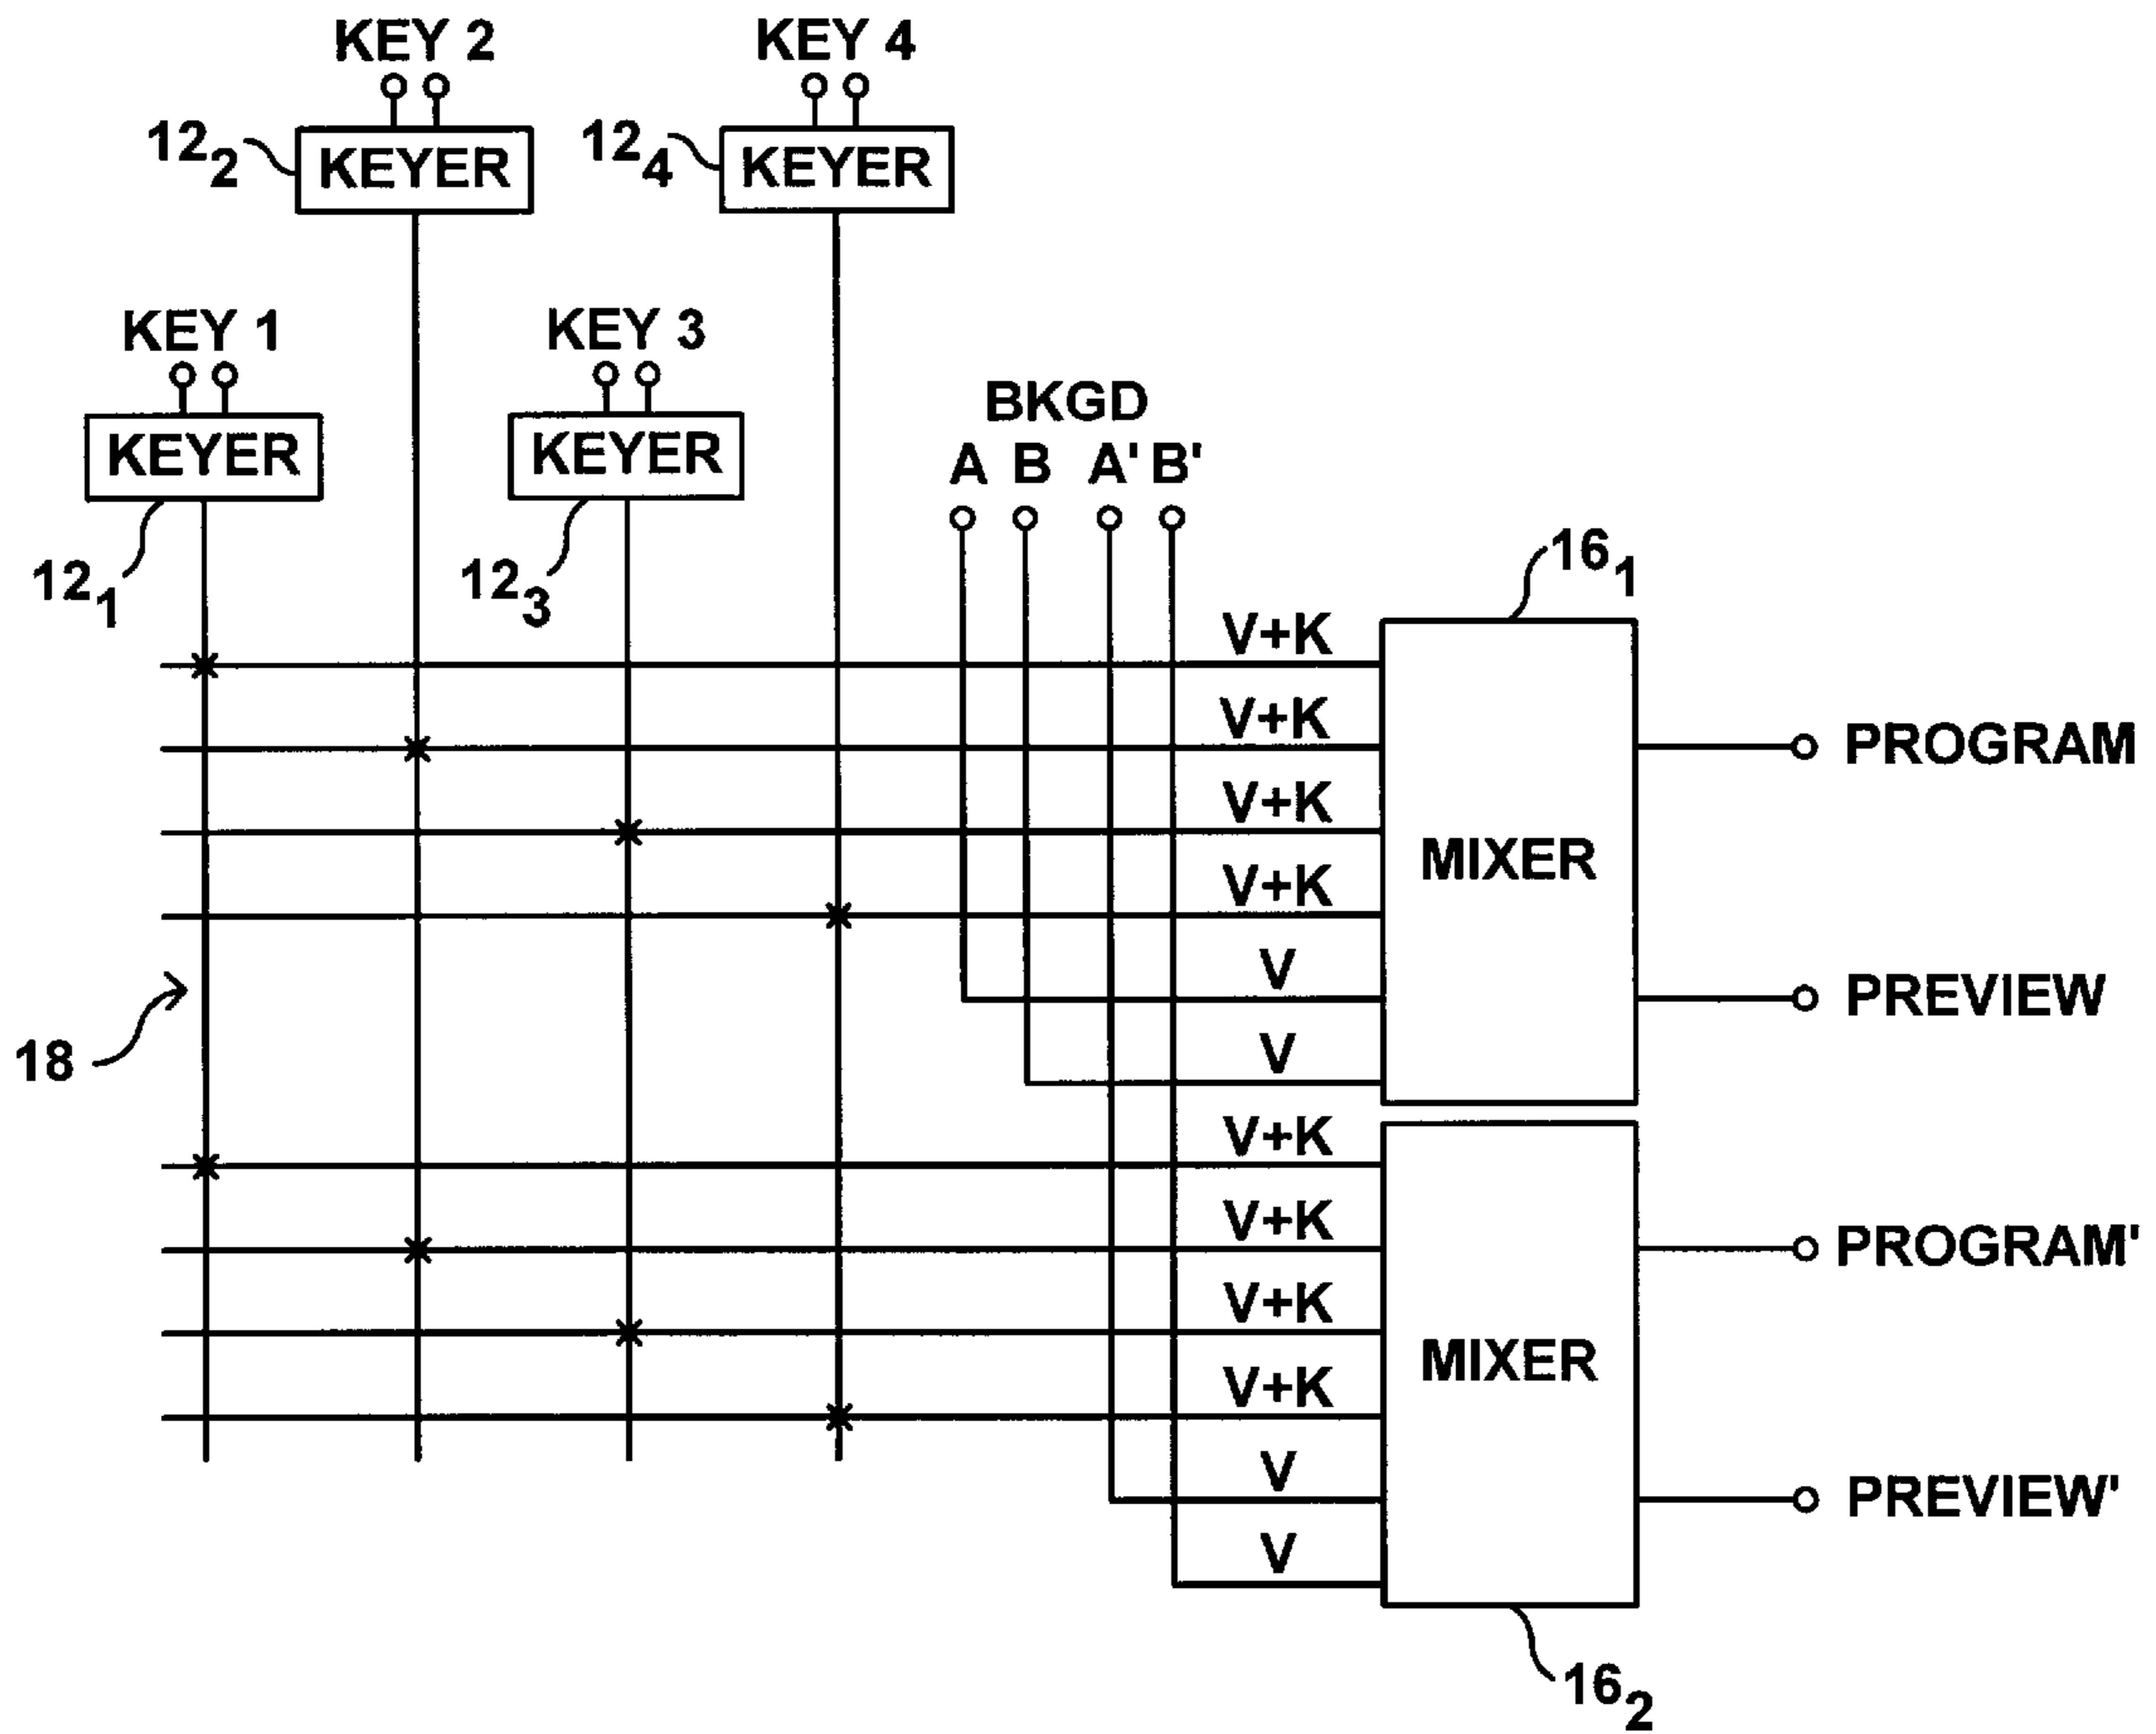 KEY 2
KEY 4
12₂
KEYER
12₄
KEYER
KEY 1
KEY 3
KEYER
KEYER
12₁
12₃
BKGD
A B A' B'
16₁
V+K
V+K
V+K
V+K
V
V
MIXER
PROGRAM
PREVIEW
18
V+K
V+K
V+K
V+K
V
V
MIXER
PROGRAM'
PREVIEW'
16₂